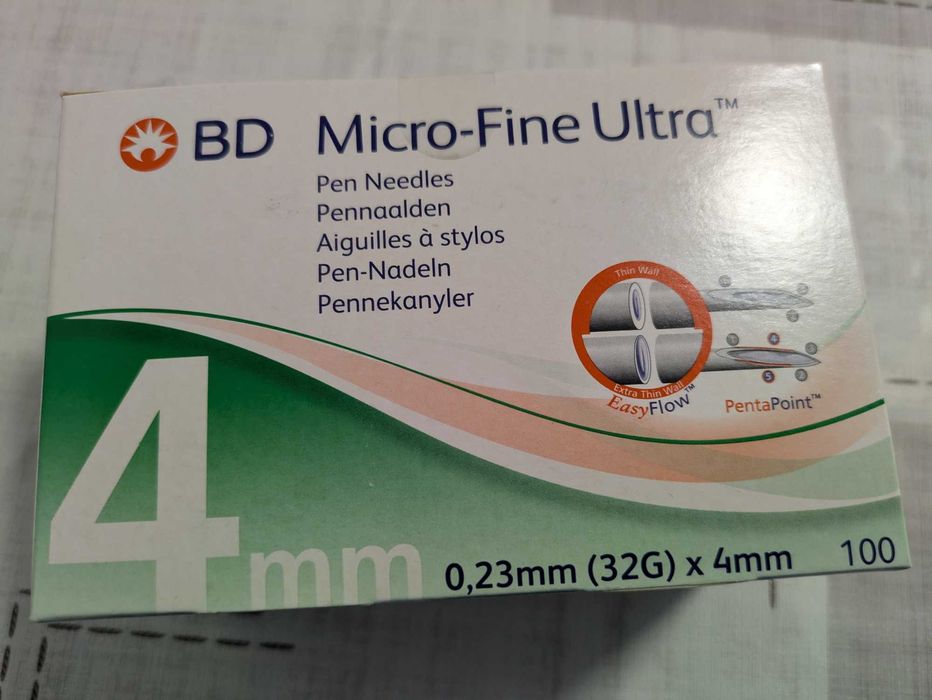 BD Micro-Fine Ultra™
Pen Needles
Pennaalden
Aiguilles à stylos
Pen-Nadeln
Pennekanyler
Thin Wall
Extra Thin Wall
EasyFlow™
PentaPoint™
4mm
0,23mm (32G) x 4mm
100